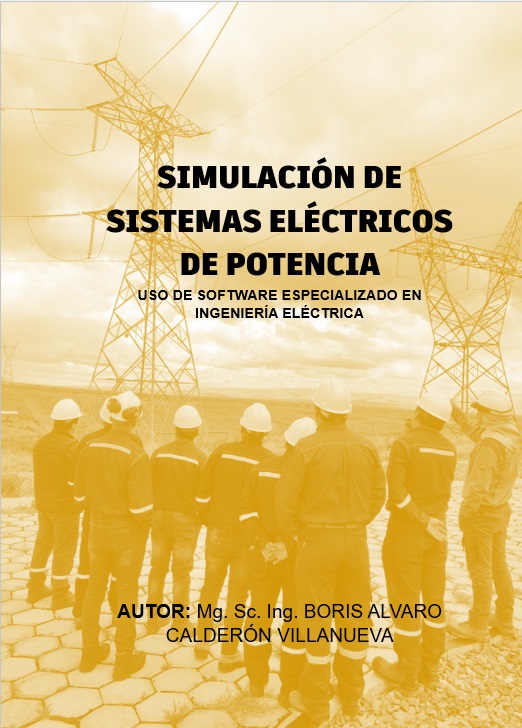 SIMULACIÓN DE
SISTEMAS ELÉCTRICOS
DE POTENCIA
USO DE SOFTWARE ESPECIALIZADO EN
INGENIERÍA ELÉCTRICA
AUTOR: Mg. Sc. Ing. BORIS ALVARO
CALDERÓN VILLANUEVA